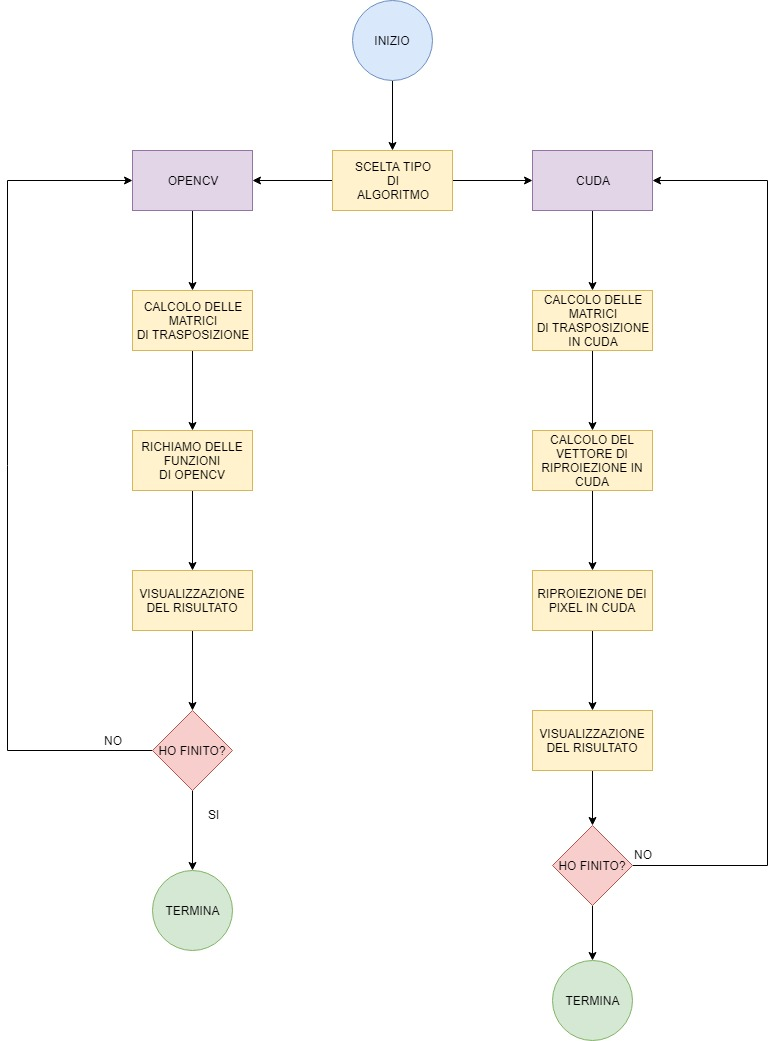 INIZIO
SCELTA TIPO
DI
ALGORITMO
OPENCV
CUDA
CALCOLO DELLE
MATRICI
DI TRASPOSIZIONE
RICHIAMO DELLE
FUNZIONI
DI OPENCV
VISUALIZZAZIONE
DEL RISULTATO
HO FINITO?
NO
SI
TERMINA
CALCOLO DELLE
MATRICI
DI TRASPOSIZIONE
IN CUDA
CALCOLO DEL
VETTORE DI
RIPROIEZIONE IN
CUDA
RIPROIEZIONE DEI
PIXEL IN CUDA
VISUALIZZAZIONE
DEL RISULTATO
HO FINITO?
NO
TERMINA